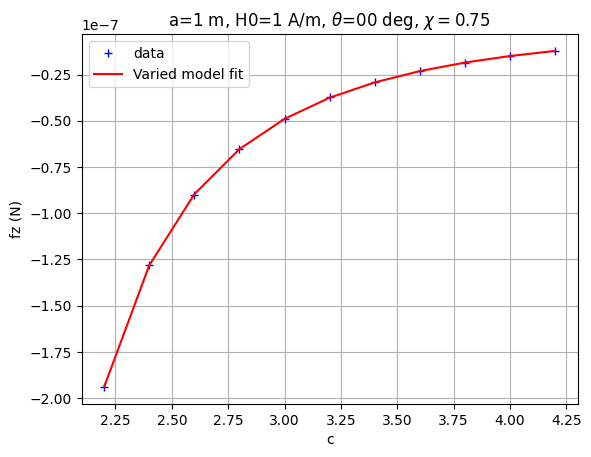 a=1 m, H0=1 A/m, θ=00 deg, χ = 0.75
1e−7
data
Varied model fit
−0.25
−0.50
−0.75
−1.00
−1.25
−1.50
−1.75
−2.00
fz (N)
2.25 2.50 2.75 3.00 3.25 3.50 3.75 4.00 4.25
c